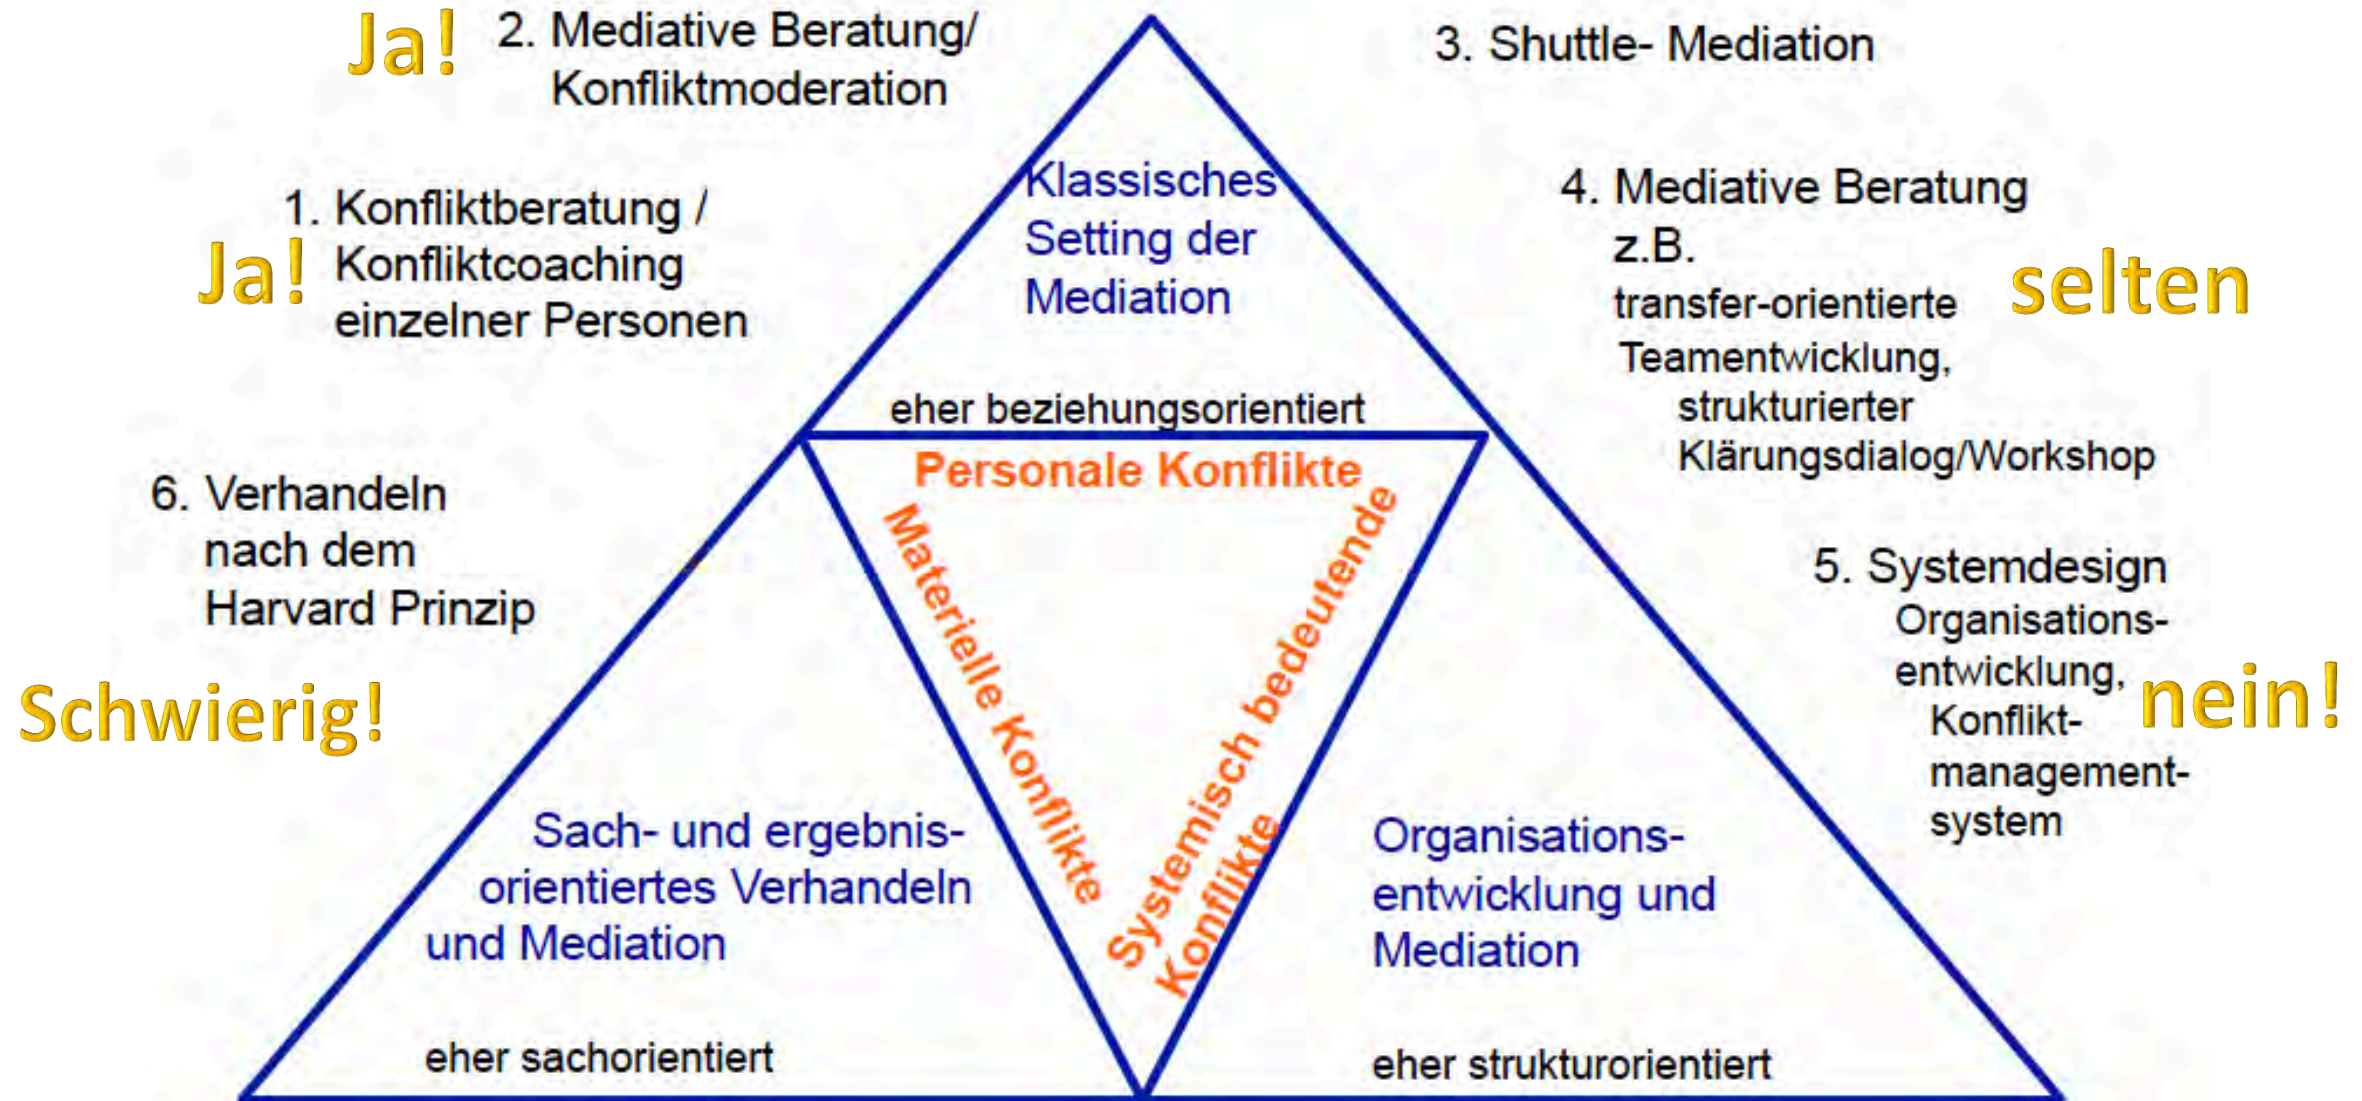 Ja!
2. Mediative Beratung/
Konfliktmoderation
3. Shuttle- Mediation
Ja!
1. Konfliktberatung /
Konfliktcoaching
einzelner Personen
Klassisches
Setting der
Mediation
eher beziehungsorientiert
4. Mediative Beratung
z.B.
transfer-orientierte
Teamentwicklung,
strukturierter
Klärungsdialog/Workshop
selten
6. Verhandeln
nach dem
Harvard Prinzip
Schwierig!
Personale Konflikte
Materielle Konflikte
Systemisch bedeutende
Konflikte
5. Systemdesign
Organisations-
entwicklung,
Konflikt-
management-
system
nein!
Sach- und ergebnis-
orientiertes Verhandeln
und Mediation
eher sachorientiert
Organisations-
entwicklung und
Mediation
eher strukturorientiert